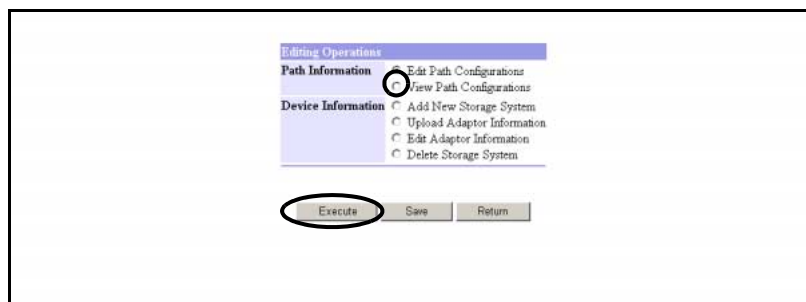 Editing Operations
Path Information
Edit Path Configurations
View Path Configurations
Device Information
Add New Storage System
Upload Adaptor Information
Edit Adaptor Information
Delete Storage System
Execute
Save
Return